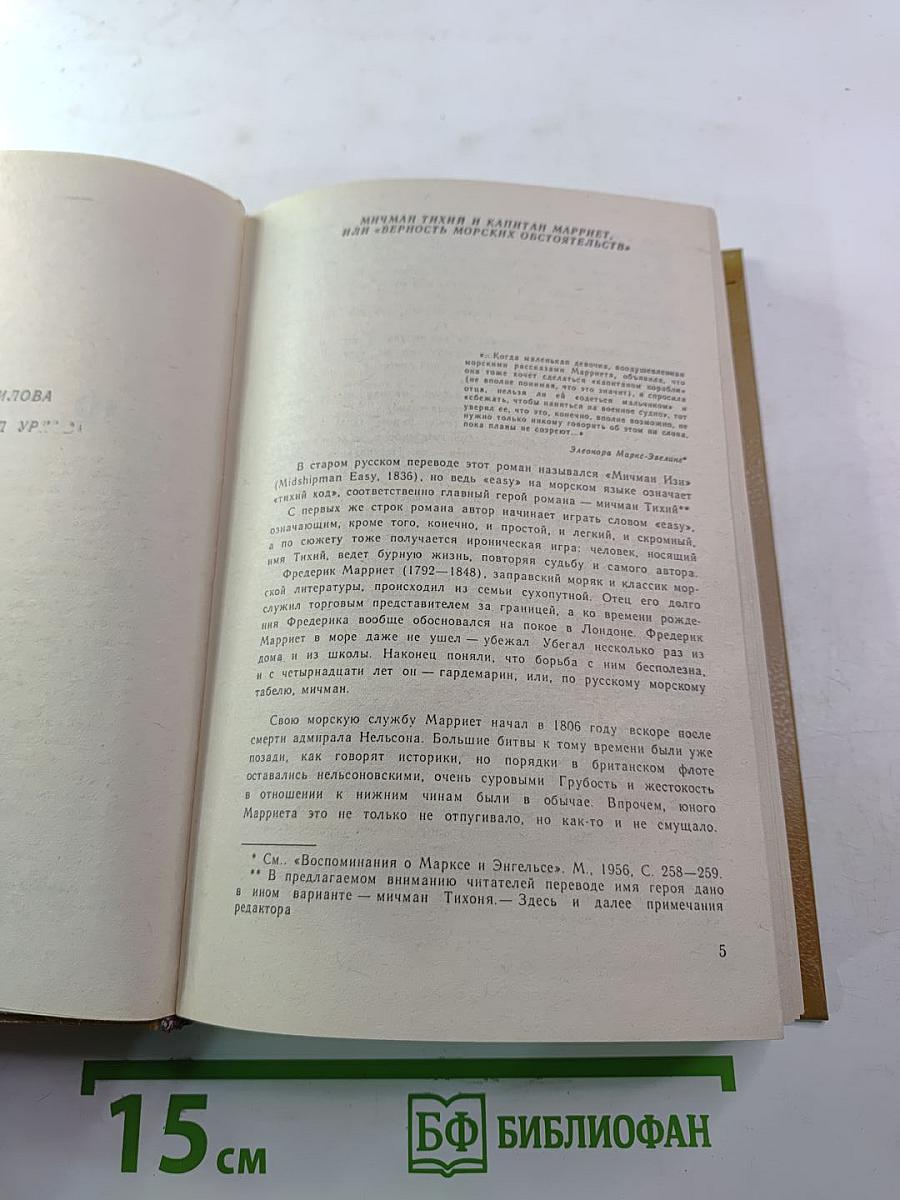 ИЛОВА
МИЧМАН ТИХИЙ И КАПИТАН МАРРИЕТ,
ИЛИ «ВЕРНОСТЬ МОРСКИХ ОБСТОЯТЕЛЬСТВ»
«...Когда маленькая девочка, воодушевленная
морскими рассказами Марриета, объявила, что
она тоже хочет сделаться «капитаном корабля»
(не вполне понимая, что это значит), и спросила
отца, нельзя ли ей «одеться мальчиком» и
«сбежать, чтобы наняться на военное судно», тот
уверил ее, что это, конечно, вполне возможно, не
нужно только никому говорить об этом ни слова,
пока планы не созреют...»
Элеонора Маркс-Эвелинг*
В старом русском переводе этот роман назывался «Мичман Изи»
(Midshipman Easy, 1836), но ведь «easy» на морском языке означает
«тихий ход», соответственно главный герой романа — мичман Тихий**
С первых же строк романа автор начинает играть словом «easy»,
означающим, кроме того, конечно, и простой, и легкий, и скромный,
а по сюжету тоже получается ироническая игра: человек, носящий
имя Тихий, ведет бурную жизнь, повторяя судьбу и самого автора.
Фредерик Марриет (1792—1848), заправский моряк и классик мор-
ской литературы, происходил из семьи сухопутной. Отец его долго
служил торговым представителем за границей, а ко времени рожде-
ния Фредерика вообще обосновался на покое в Лондоне. Фредерик
Марриет в море даже не ушел — убежал Убегал несколько раз из
дома и из школы. Наконец поняли, что борьба с ним бесполезна,
и с четырнадцати лет он — гардемарин, или, по русскому морскому
табелю, мичман.
Свою морскую службу Марриет начал в 1806 году вскоре после
смерти адмирала Нельсона. Большие битвы к тому времени были уже
позади, как говорят историки, но порядки в британском флоте
оставались нельсоновскими, очень суровыми Грубость и жестокость
в отношении к нижним чинам были в обычае. Впрочем, юного
Марриета это не только не отпугивало, но как-то и не смущало.
* См.. «Воспоминания о Марксе и Энгельсе». М., 1956, С. 258—259.
** В предлагаемом вниманию читателей переводе имя героя дано
в ином варианте — мичман Тихоня.— Здесь и далее примечания
редактора
5
15 см
БФ БИБЛИОФАН